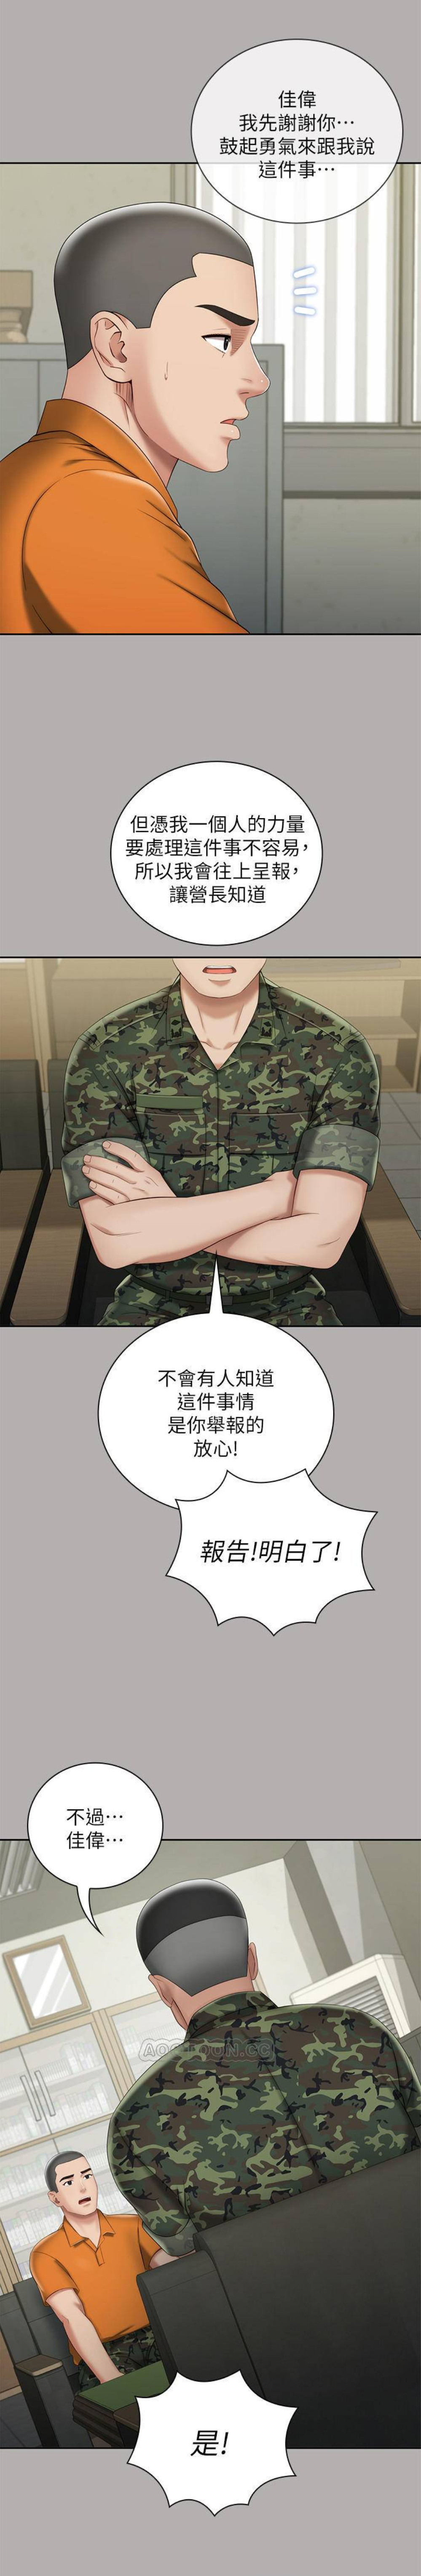 佳偉
我先謝謝你⋯
鼓起勇氣來跟我說
這件事⋯
但憑我一個人的力量
要處理這件事不容易，
所以我會往上呈報，
讓營長知道
不會有人知道
這件事情
是你舉報的
放心!
報告!明白了!
不過⋯
佳偉⋯
是!